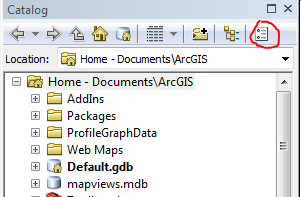 Catalog
Location: Home - Documents\ArcGIS
Home - Documents\ArcGIS
AddIns
Packages
ProfileGraphData
Web Maps
Default.gdb
mapviews.mdb